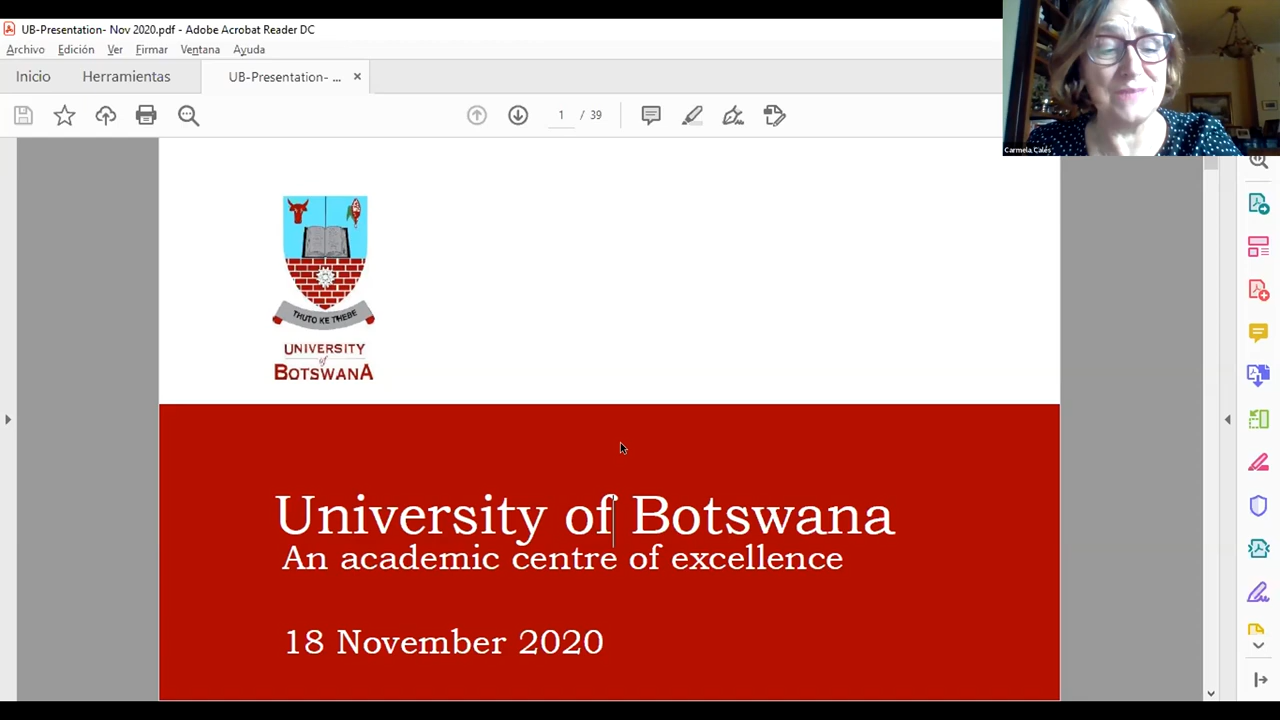 UB-Presentation- Nov 2020.pdf - Adobe Acrobat Reader DC
Archivo Edición Ver Firmar Ventana Ayuda
Inicio Herramientas UB-Presentation- ...
1 / 39
Carmela Calés
THUTO KE THEBE
UNIVERSITY
of
BOTSWANA
University of Botswana
An academic centre of excellence
18 November 2020